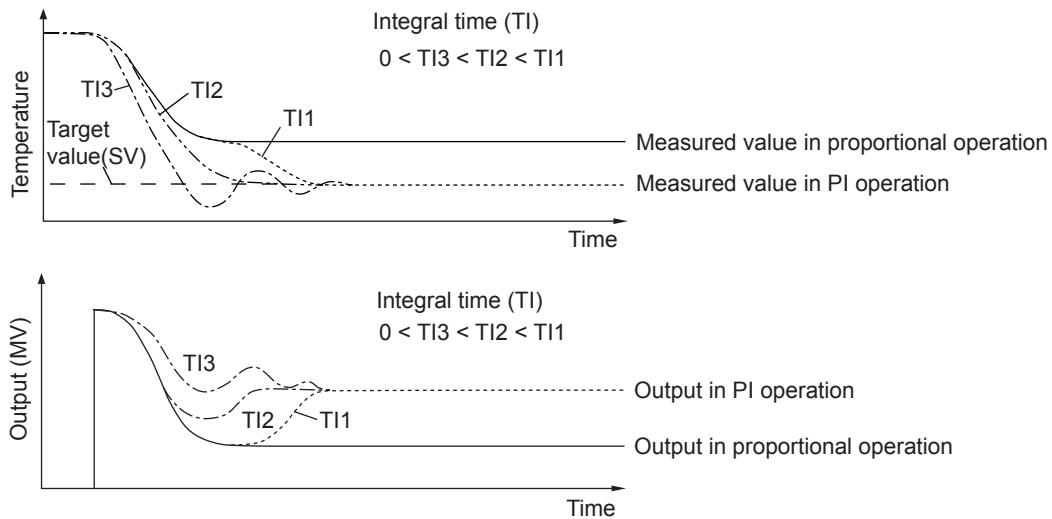 Integral time (TI)
0 < TI3 < TI2 < TI1
Temperature
TI3
TI2
TI1
Target
value(SV)
Measured value in proportional operation
Measured value in PI operation
Time
Integral time (TI)
0 < TI3 < TI2 < TI1
Output (MV)
TI3
TI2
TI1
Output in PI operation
Output in proportional operation
Time